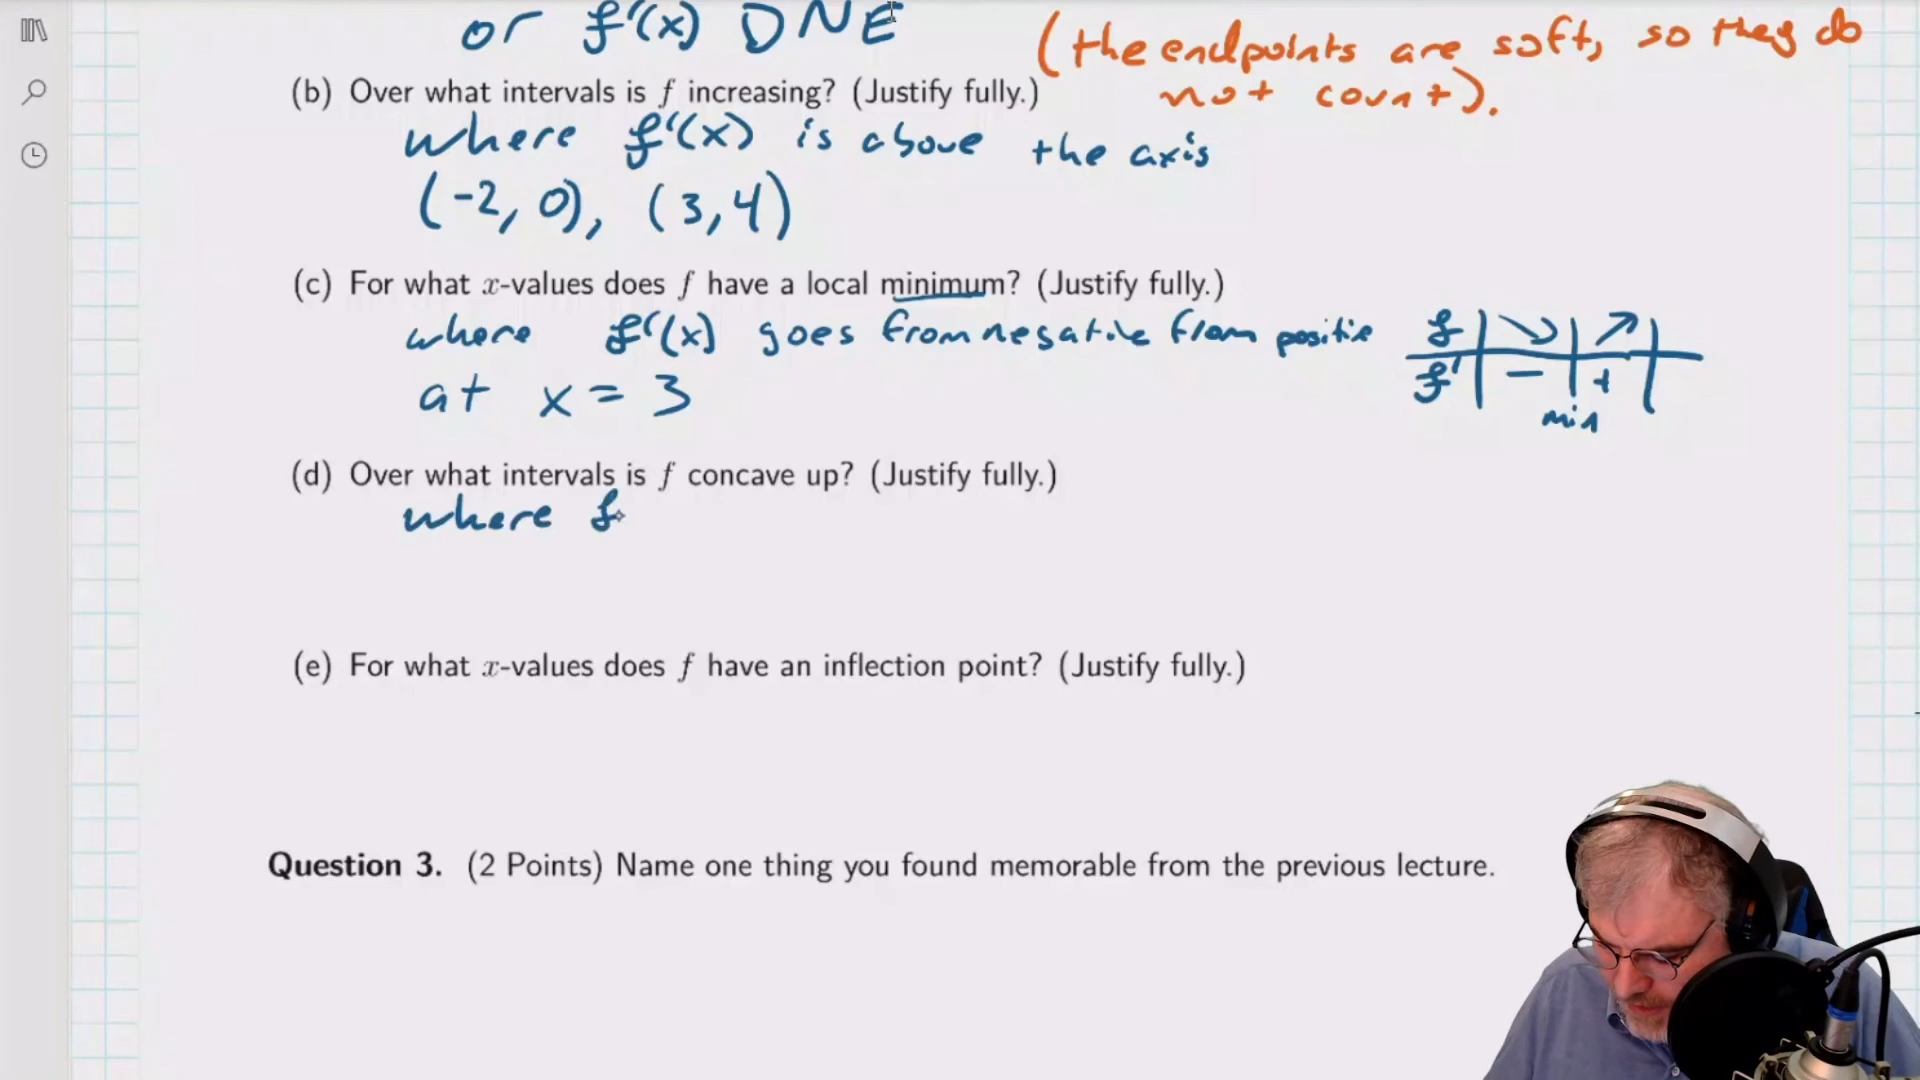 or f'(x) DNE
(the endpoints are soft, so they do
not count).
(b) Over what intervals is f increasing? (Justify fully.)
where f'(x) is above the axis
(-2, 0), (3,4)
(c) For what x-values does f have a local minimum? (Justify fully.)
where f'(x) goes from negative from positie
at x = 3
f ↘ ↗
f' - +
min
(d) Over what intervals is f concave up? (Justify fully.)
where f
(e) For what x-values does f have an inflection point? (Justify fully.)
Question 3. (2 Points) Name one thing you found memorable from the previous lecture.